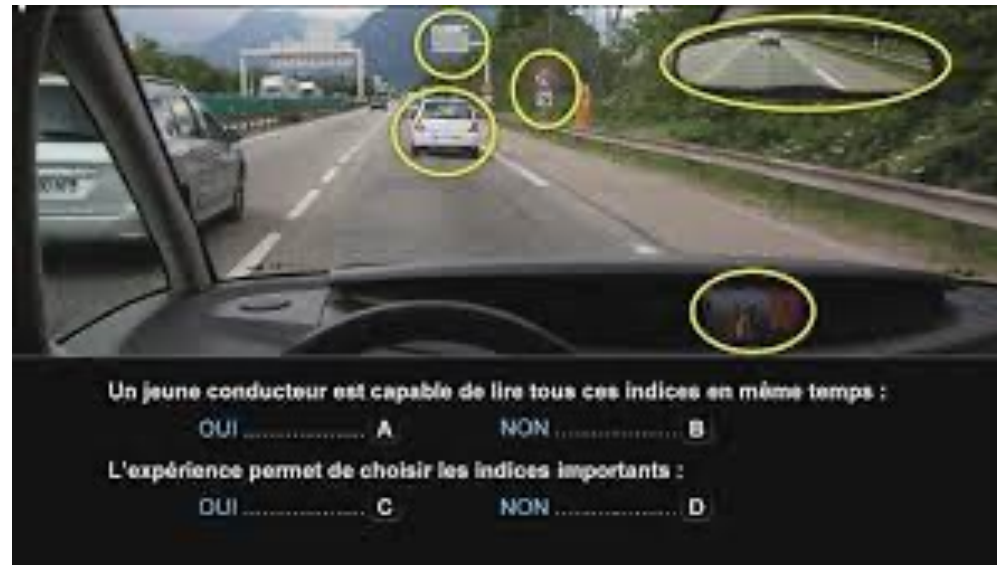 Un jeune conducteur est capable de lire tous ces indices en même temps :
OUI ................... A NON ................... B
L'expérience permet de choisir les indices importants :
OUI ................... C NON ................... D